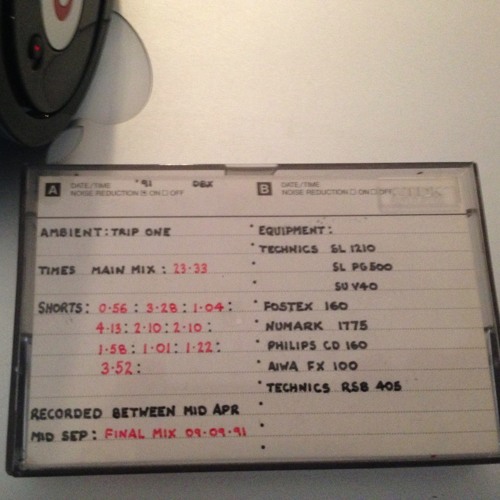 A DATE/TIME '91 DBX
NOISE REDUCTION ☒ ON ☐ OFF
B DATE/TIME
NOISE REDUCTION ☐ ON ☐ OFF
AMBIENT: TRIP ONE
TIMES MAIN MIX: 23·33
SHORTS: 0·56 : 3·28 : 1·04:
4·13: 2·10: 2·10:
1·58: 1·01: 1·22:
3·52:
RECORDED BETWEEN MID APR
MID SEP: FINAL MIX 09·09·91
· EQUIPMENT:
· TECHNICS SL 1210
· SL PG500
· SU V40
· FOSTEX 160
· NUMARK 1775
· PHILIPS CD 160
· AIWA FX 100
· TECHNICS RSB 405